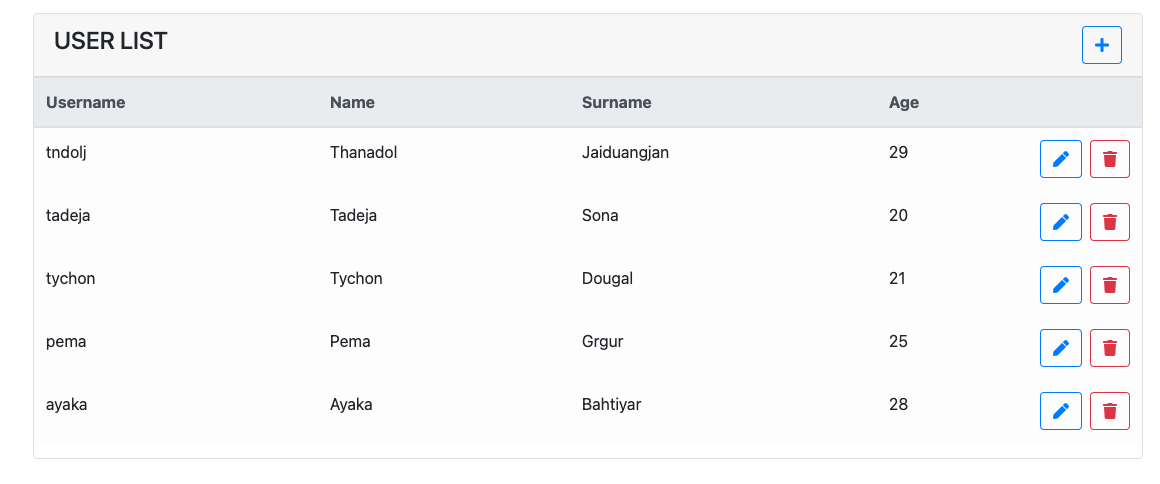 USER LIST
Username Name Surname Age
tndolj Thanadol Jaiduangjan 29
tadeja Tadeja Sona 20
tychon Tychon Dougal 21
pema Pema Grgur 25
ayaka Ayaka Bahtiyar 28